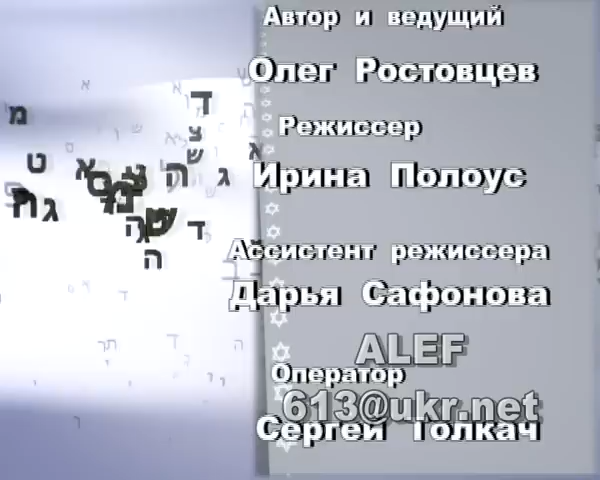 Автор и ведущий
Олег Ростовцев
Режиссер
Ирина Полоус
Ассистент режиссера
Дарья Сафонова
ALEF
Оператор
613@ukr.net
Сергей Толкач